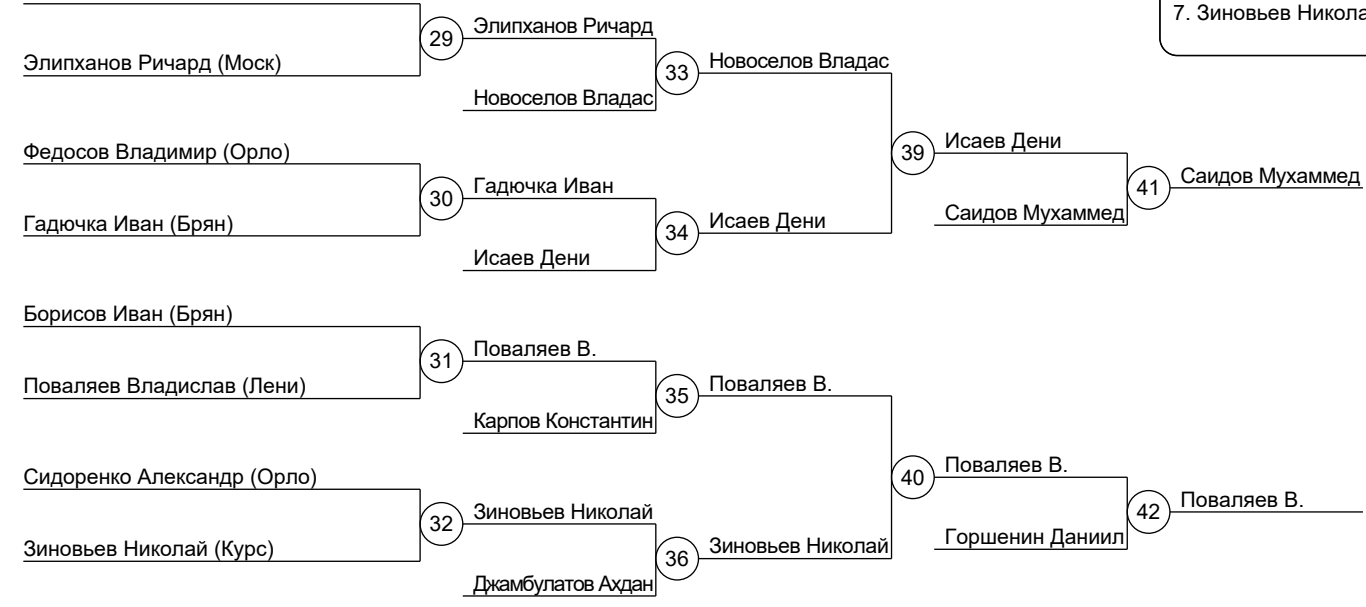 7. Зиновьев Никола
Элипханов Ричард
29
Элипханов Ричард (Моск)
Новоселов Владас
33
Новоселов Владас
Федосов Владимир (Орло)
Исаев Дени
39
Саидов Мухаммед
41
Гадючка Иван
30
Гадючка Иван (Брян)
Саидов Мухаммед
Исаев Дени
34
Исаев Дени
Борисов Иван (Брян)
Поваляев В.
31
Поваляев Владислав (Лени)
Поваляев В.
35
Карпов Константин
Сидоренко Александр (Орло)
Поваляев В.
40
Поваляев В.
42
Зиновьев Николай
32
Зиновьев Николай (Курс)
Горшенин Даниил
Зиновьев Николай
36
Джамбулатов Ахдан